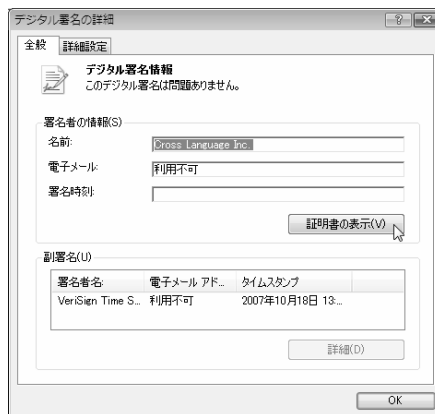 デジタル署名の詳細
全般
詳細設定
デジタル署名情報
このデジタル署名は問題ありません。
署名者の情報(S)
名前:
Cross Language Inc.
電子メール:
利用不可
署名時刻:
証明書の表示(V)
副署名(U)
署名者名: 電子メール アド... タイムスタンプ
VeriSign Time S... 利用不可 2007年10月18日 13:...
詳細(D)
OK